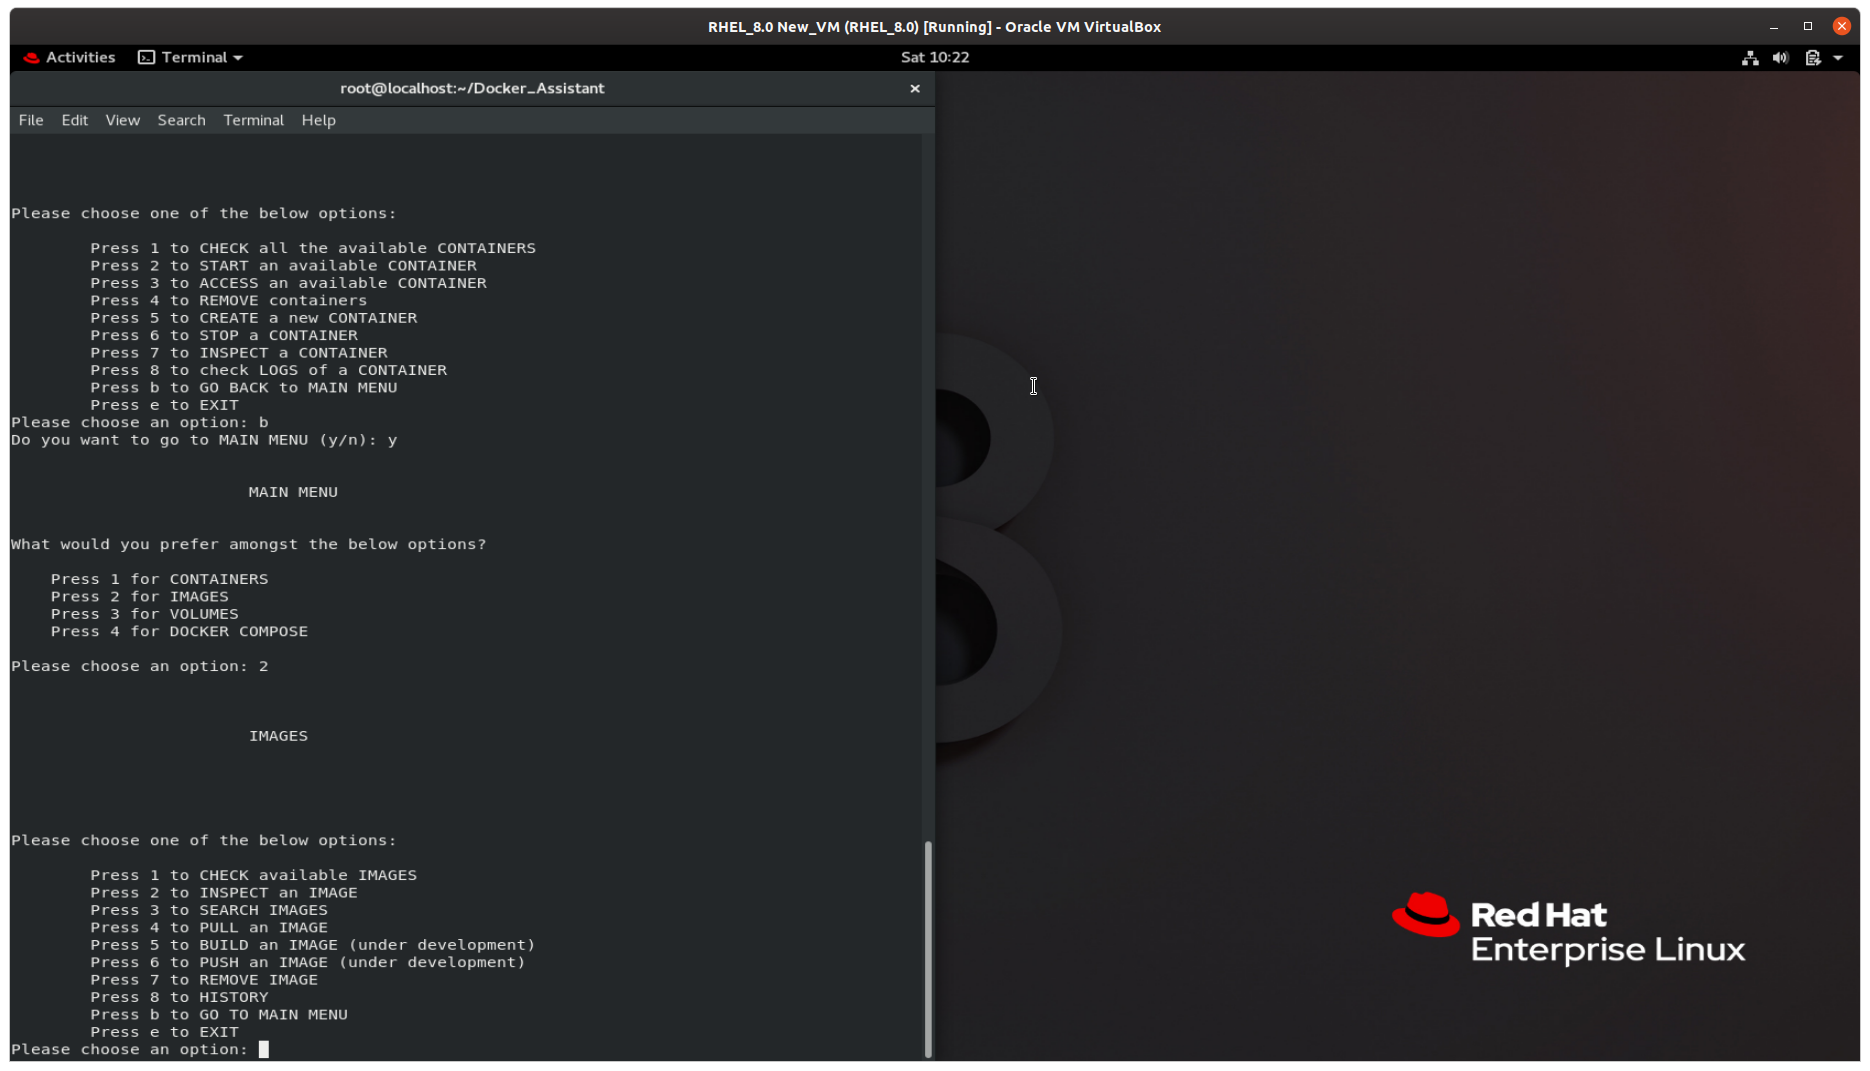 RHEL_8.0 New_VM (RHEL_8.0) [Running] - Oracle VM VirtualBox
Activities Terminal Sat 10:22
root@localhost:~/Docker_Assistant
File Edit View Search Terminal Help
Please choose one of the below options:
Press 1 to CHECK all the available CONTAINERS
Press 2 to START an available CONTAINER
Press 3 to ACCESS an available CONTAINER
Press 4 to REMOVE containers
Press 5 to CREATE a new CONTAINER
Press 6 to STOP a CONTAINER
Press 7 to INSPECT a CONTAINER
Press 8 to check LOGS of a CONTAINER
Press b to GO BACK to MAIN MENU
Press e to EXIT
Please choose an option: b
Do you want to go to MAIN MENU (y/n): y
MAIN MENU
What would you prefer amongst the below options?
Press 1 for CONTAINERS
Press 2 for IMAGES
Press 3 for VOLUMES
Press 4 for DOCKER COMPOSE
Please choose an option: 2
IMAGES
Please choose one of the below options:
Press 1 to CHECK available IMAGES
Press 2 to INSPECT an IMAGE
Press 3 to SEARCH IMAGES
Press 4 to PULL an IMAGE
Press 5 to BUILD an IMAGE (under development)
Press 6 to PUSH an IMAGE (under development)
Press 7 to REMOVE IMAGE
Press 8 to HISTORY
Press b to GO TO MAIN MENU
Press e to EXIT
Please choose an option:
8
Red Hat
Enterprise Linux